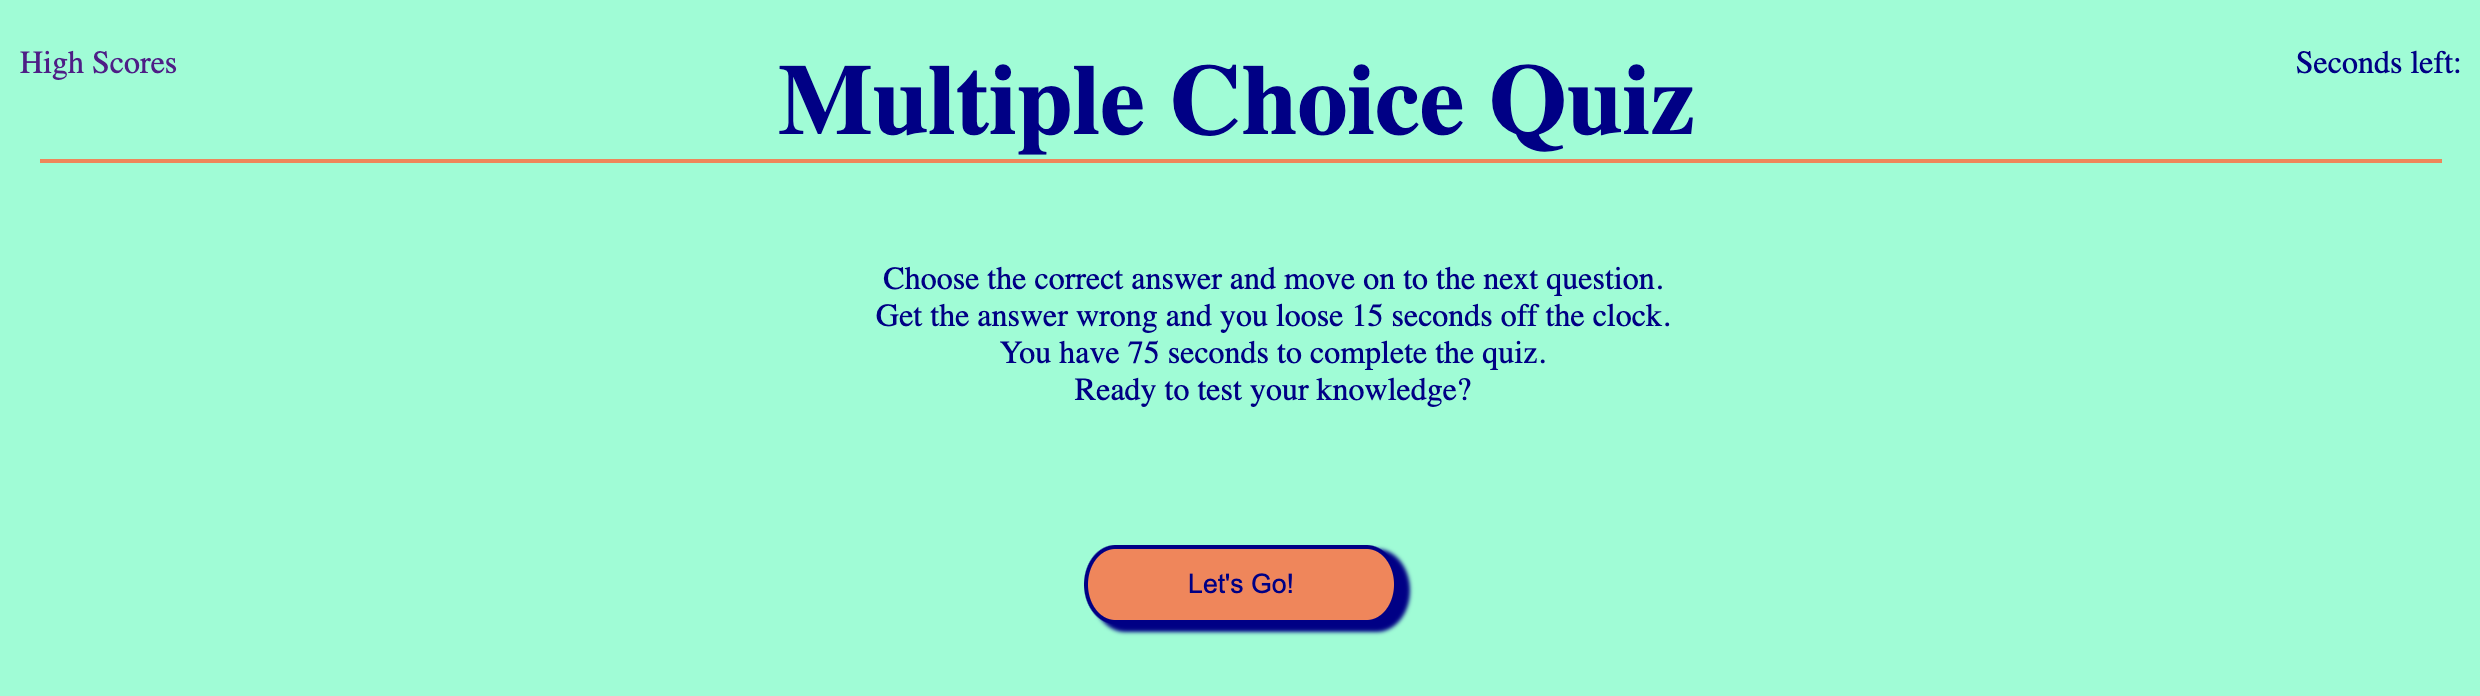 High Scores
Multiple Choice Quiz
Seconds left:
Choose the correct answer and move on to the next question.
Get the answer wrong and you loose 15 seconds off the clock.
You have 75 seconds to complete the quiz.
Ready to test your knowledge?
Let's Go!